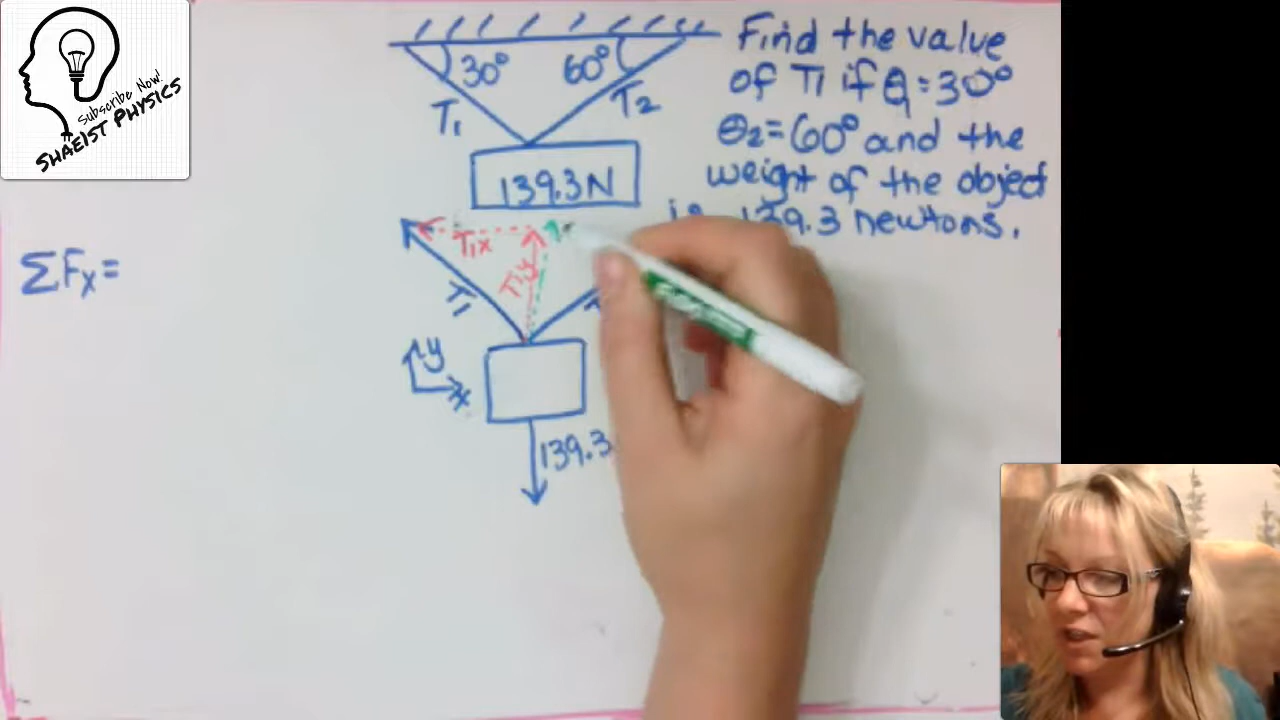 Subscribe Now!
SHAEIST PHYSICS
30° 60°
T1 T2
139.3N
Find the value
of T1 if θ1=30°
θ2=60° and the
weight of the object
139.3 newtons.
ΣFx=
T1x
T1y
T1
y
x
139.3